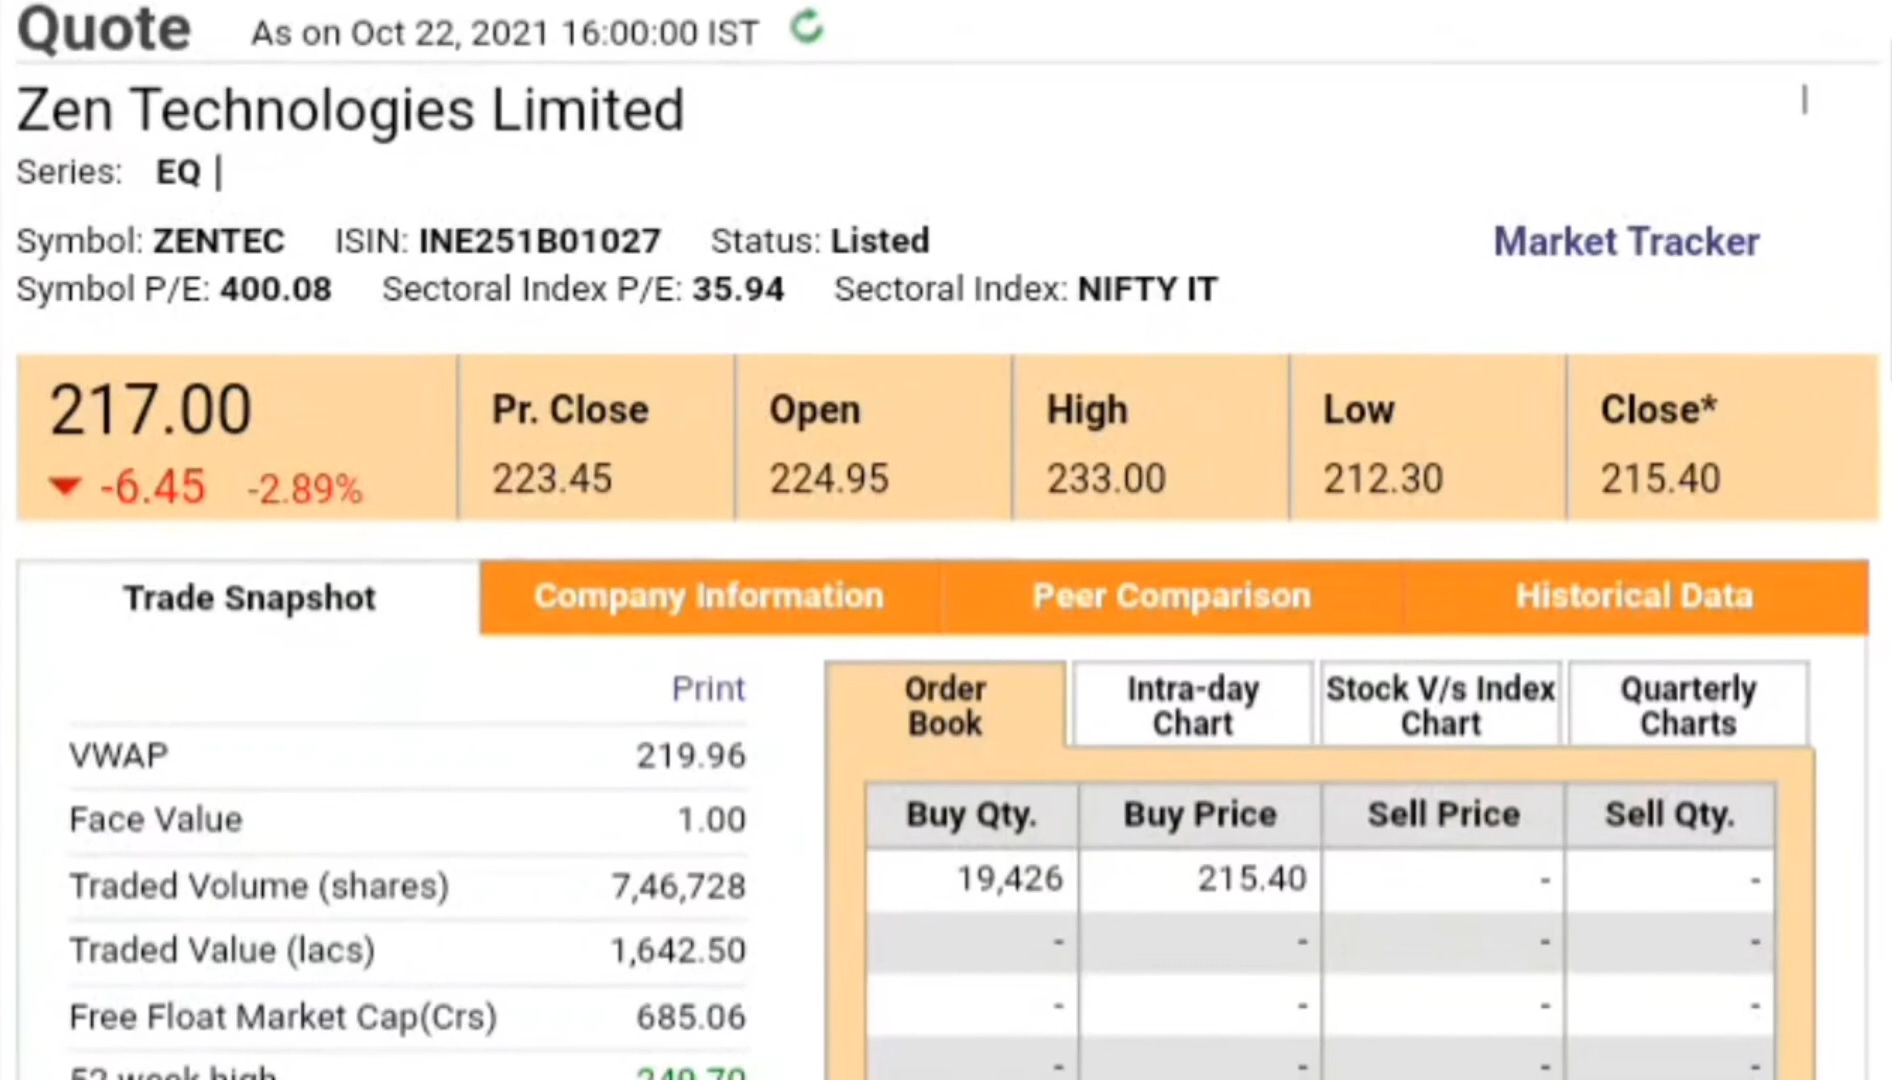 Quote As on Oct 22, 2021 16:00:00 IST
Zen Technologies Limited
Series: EQ |
Symbol: ZENTEC ISIN: INE251B01027 Status: Listed Market Tracker
Symbol P/E: 400.08 Sectoral Index P/E: 35.94 Sectoral Index: NIFTY IT
217.00 Pr. Close Open High Low Close*
-6.45 -2.89% 223.45 224.95 233.00 212.30 215.40
Trade Snapshot Company Information Peer Comparison Historical Data
Print
Order Book Intra-day Chart Stock V/s Index Chart Quarterly Charts
VWAP 219.96
Face Value 1.00
Traded Volume (shares) 7,46,728
Traded Value (lacs) 1,642.50
Free Float Market Cap(Crs) 685.06
52 week high
Buy Qty. Buy Price Sell Price Sell Qty.
19,426 215.40 - -
- - - -
- - - -
- - - -